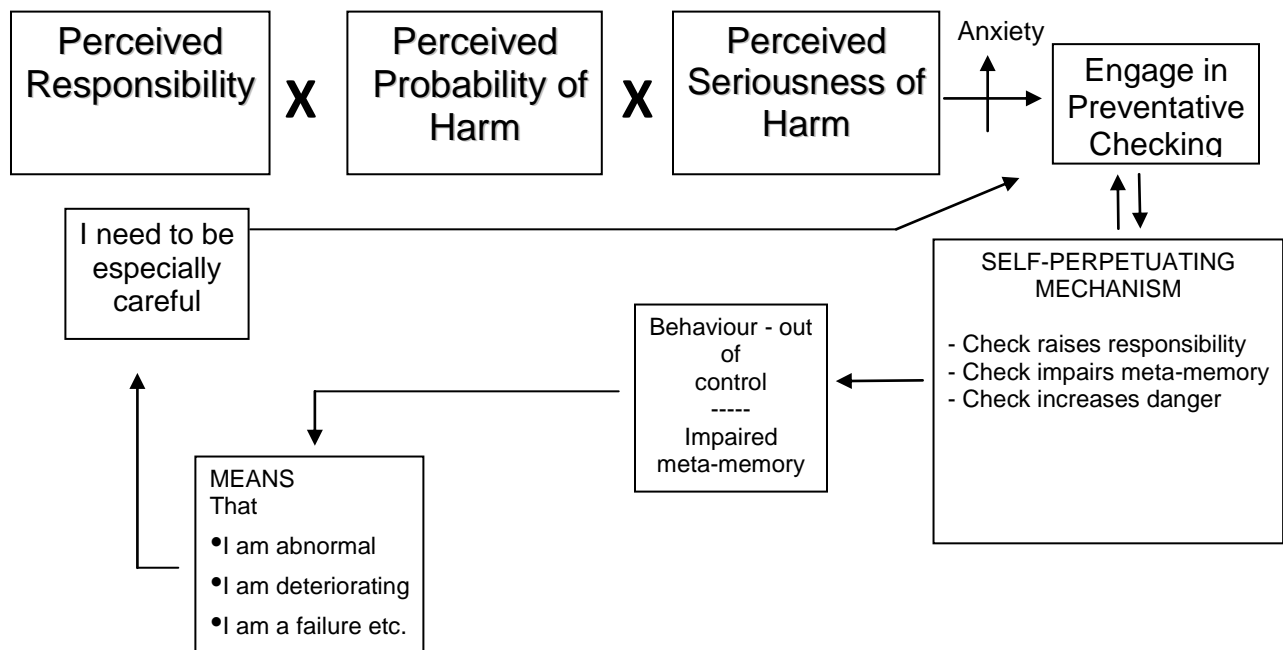 Perceived
Responsibility
X
Perceived
Probability of
Harm
X
Perceived
Seriousness of
Harm
Anxiety
Engage in
Preventative
Checking
I need to be
especially
careful
SELF-PERPETUATING
MECHANISM
- Check raises responsibility
- Check impairs meta-memory
- Check increases danger
Behaviour - out
of
control
-----
Impaired
meta-memory
MEANS
That
•I am abnormal
•I am deteriorating
•I am a failure etc.